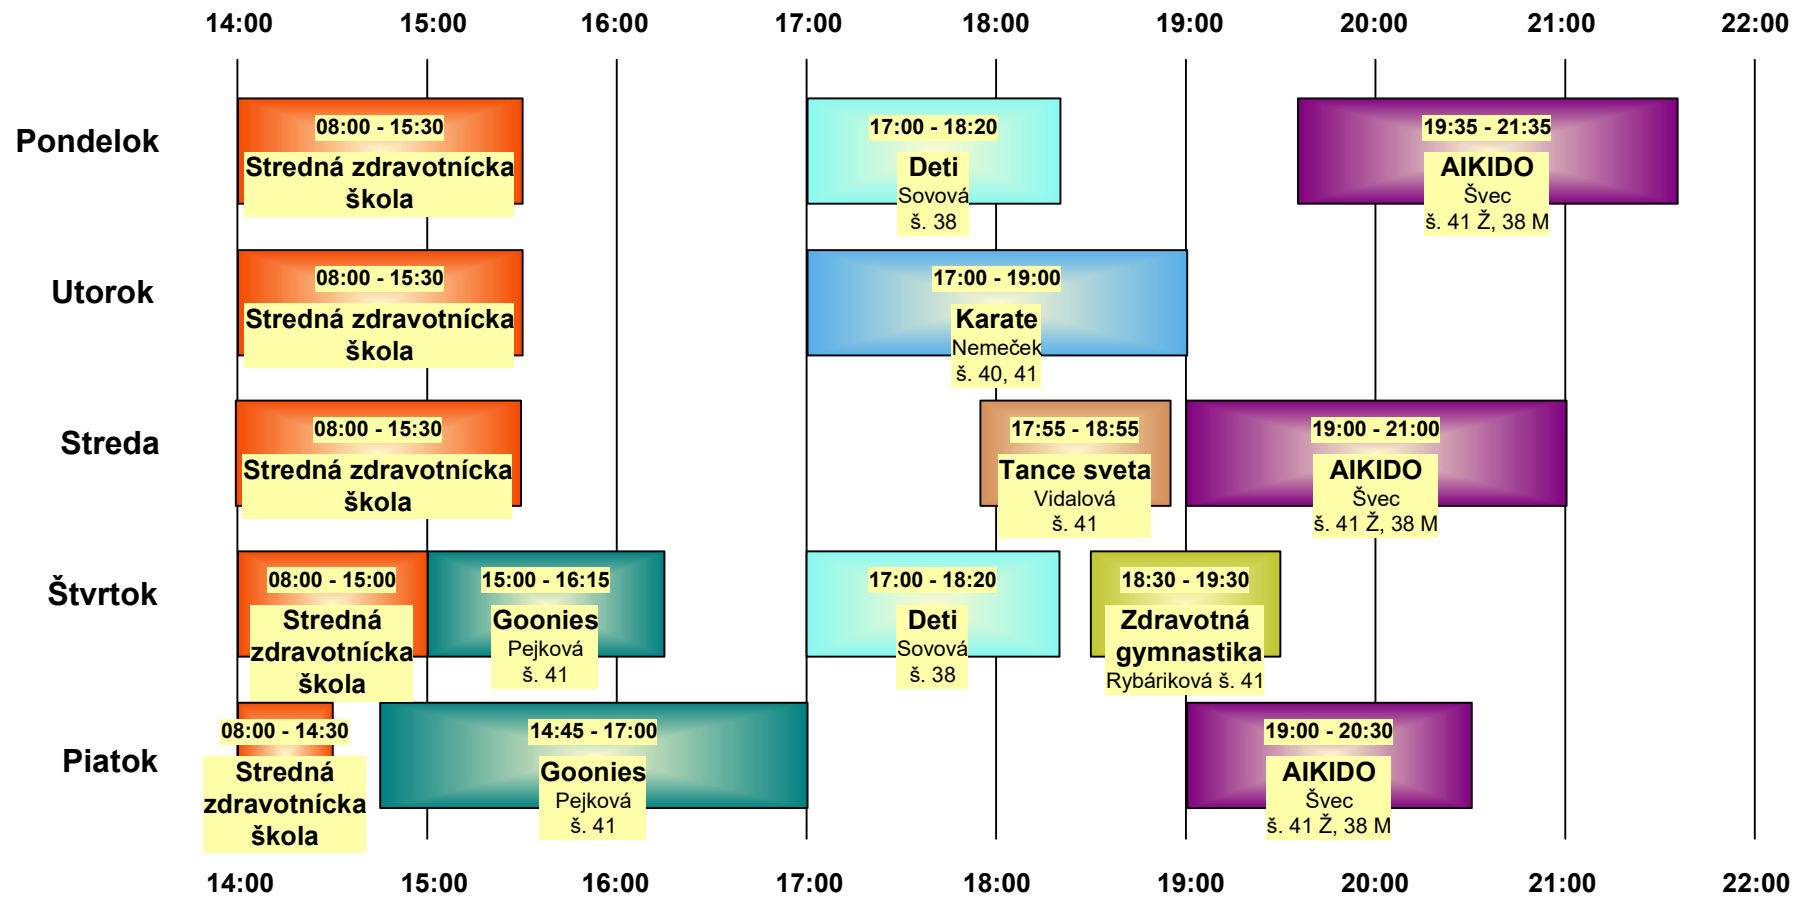 14:00 15:00 16:00 17:00 18:00 19:00 20:00 21:00 22:00
Pondelok
08:00 - 15:30
Stredná zdravotnícka
škola
17:00 - 18:20
Deti
Sovová
š. 38
19:35 - 21:35
AIKIDO
Švec
š. 41 Ž, 38 M
Utorok
08:00 - 15:30
Stredná zdravotnícka
škola
17:00 - 19:00
Karate
Nemeček
š. 40, 41
Streda
08:00 - 15:30
Stredná zdravotnícka
škola
17:55 - 18:55
Tance sveta
Vidalová
š. 41
19:00 - 21:00
AIKIDO
Švec
š. 41 Ž, 38 M
Štvrtok
08:00 - 15:00
Stredná
zdravotnícka
škola
15:00 - 16:15
Goonies
Pejková
š. 41
17:00 - 18:20
Deti
Sovová
š. 38
18:30 - 19:30
Zdravotná
gymnastika
Rybáriková š. 41
Piatok
08:00 - 14:30
Stredná
zdravotnícka
škola
14:45 - 17:00
Goonies
Pejková
š. 41
19:00 - 20:30
AIKIDO
Švec
š. 41 Ž, 38 M
14:00 15:00 16:00 17:00 18:00 19:00 20:00 21:00 22:00